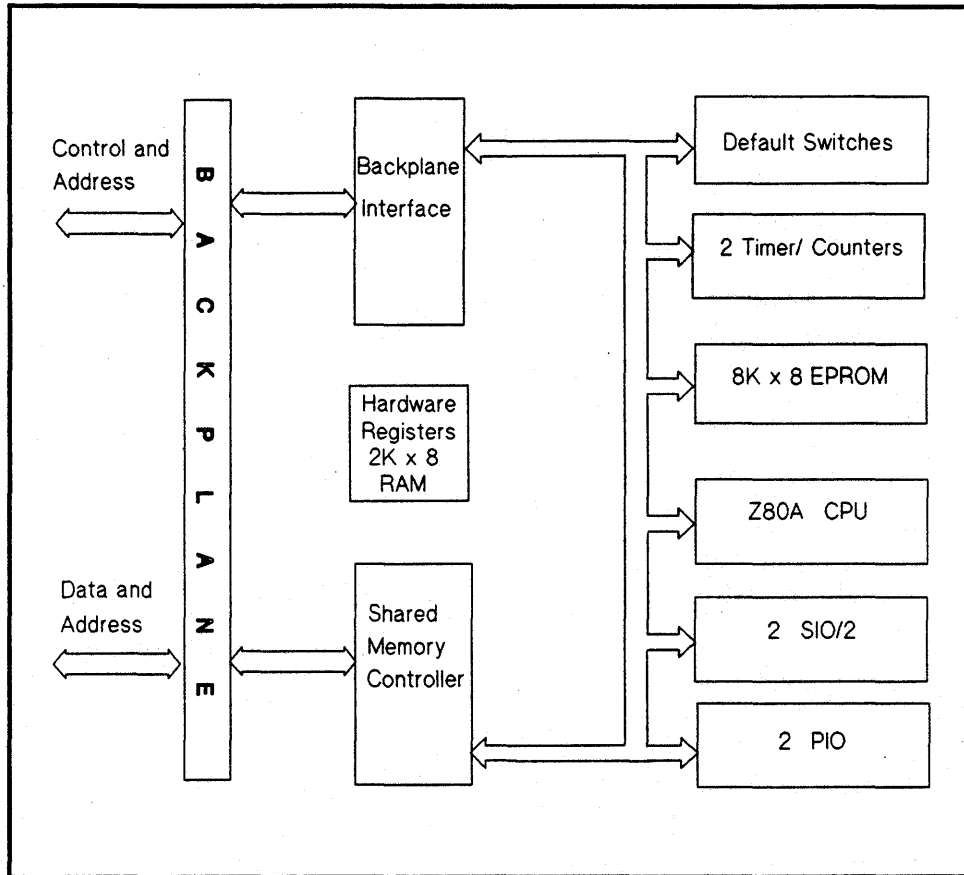 Control and
Address
BACKPLANE
Backplane
Interface
Default Switches
2 Timer/ Counters
8K x 8 EPROM
Hardware
Registers
2K x 8
RAM
Z80A CPU
Data and
Address
Shared
Memory
Controller
2 SIO/2
2 PIO